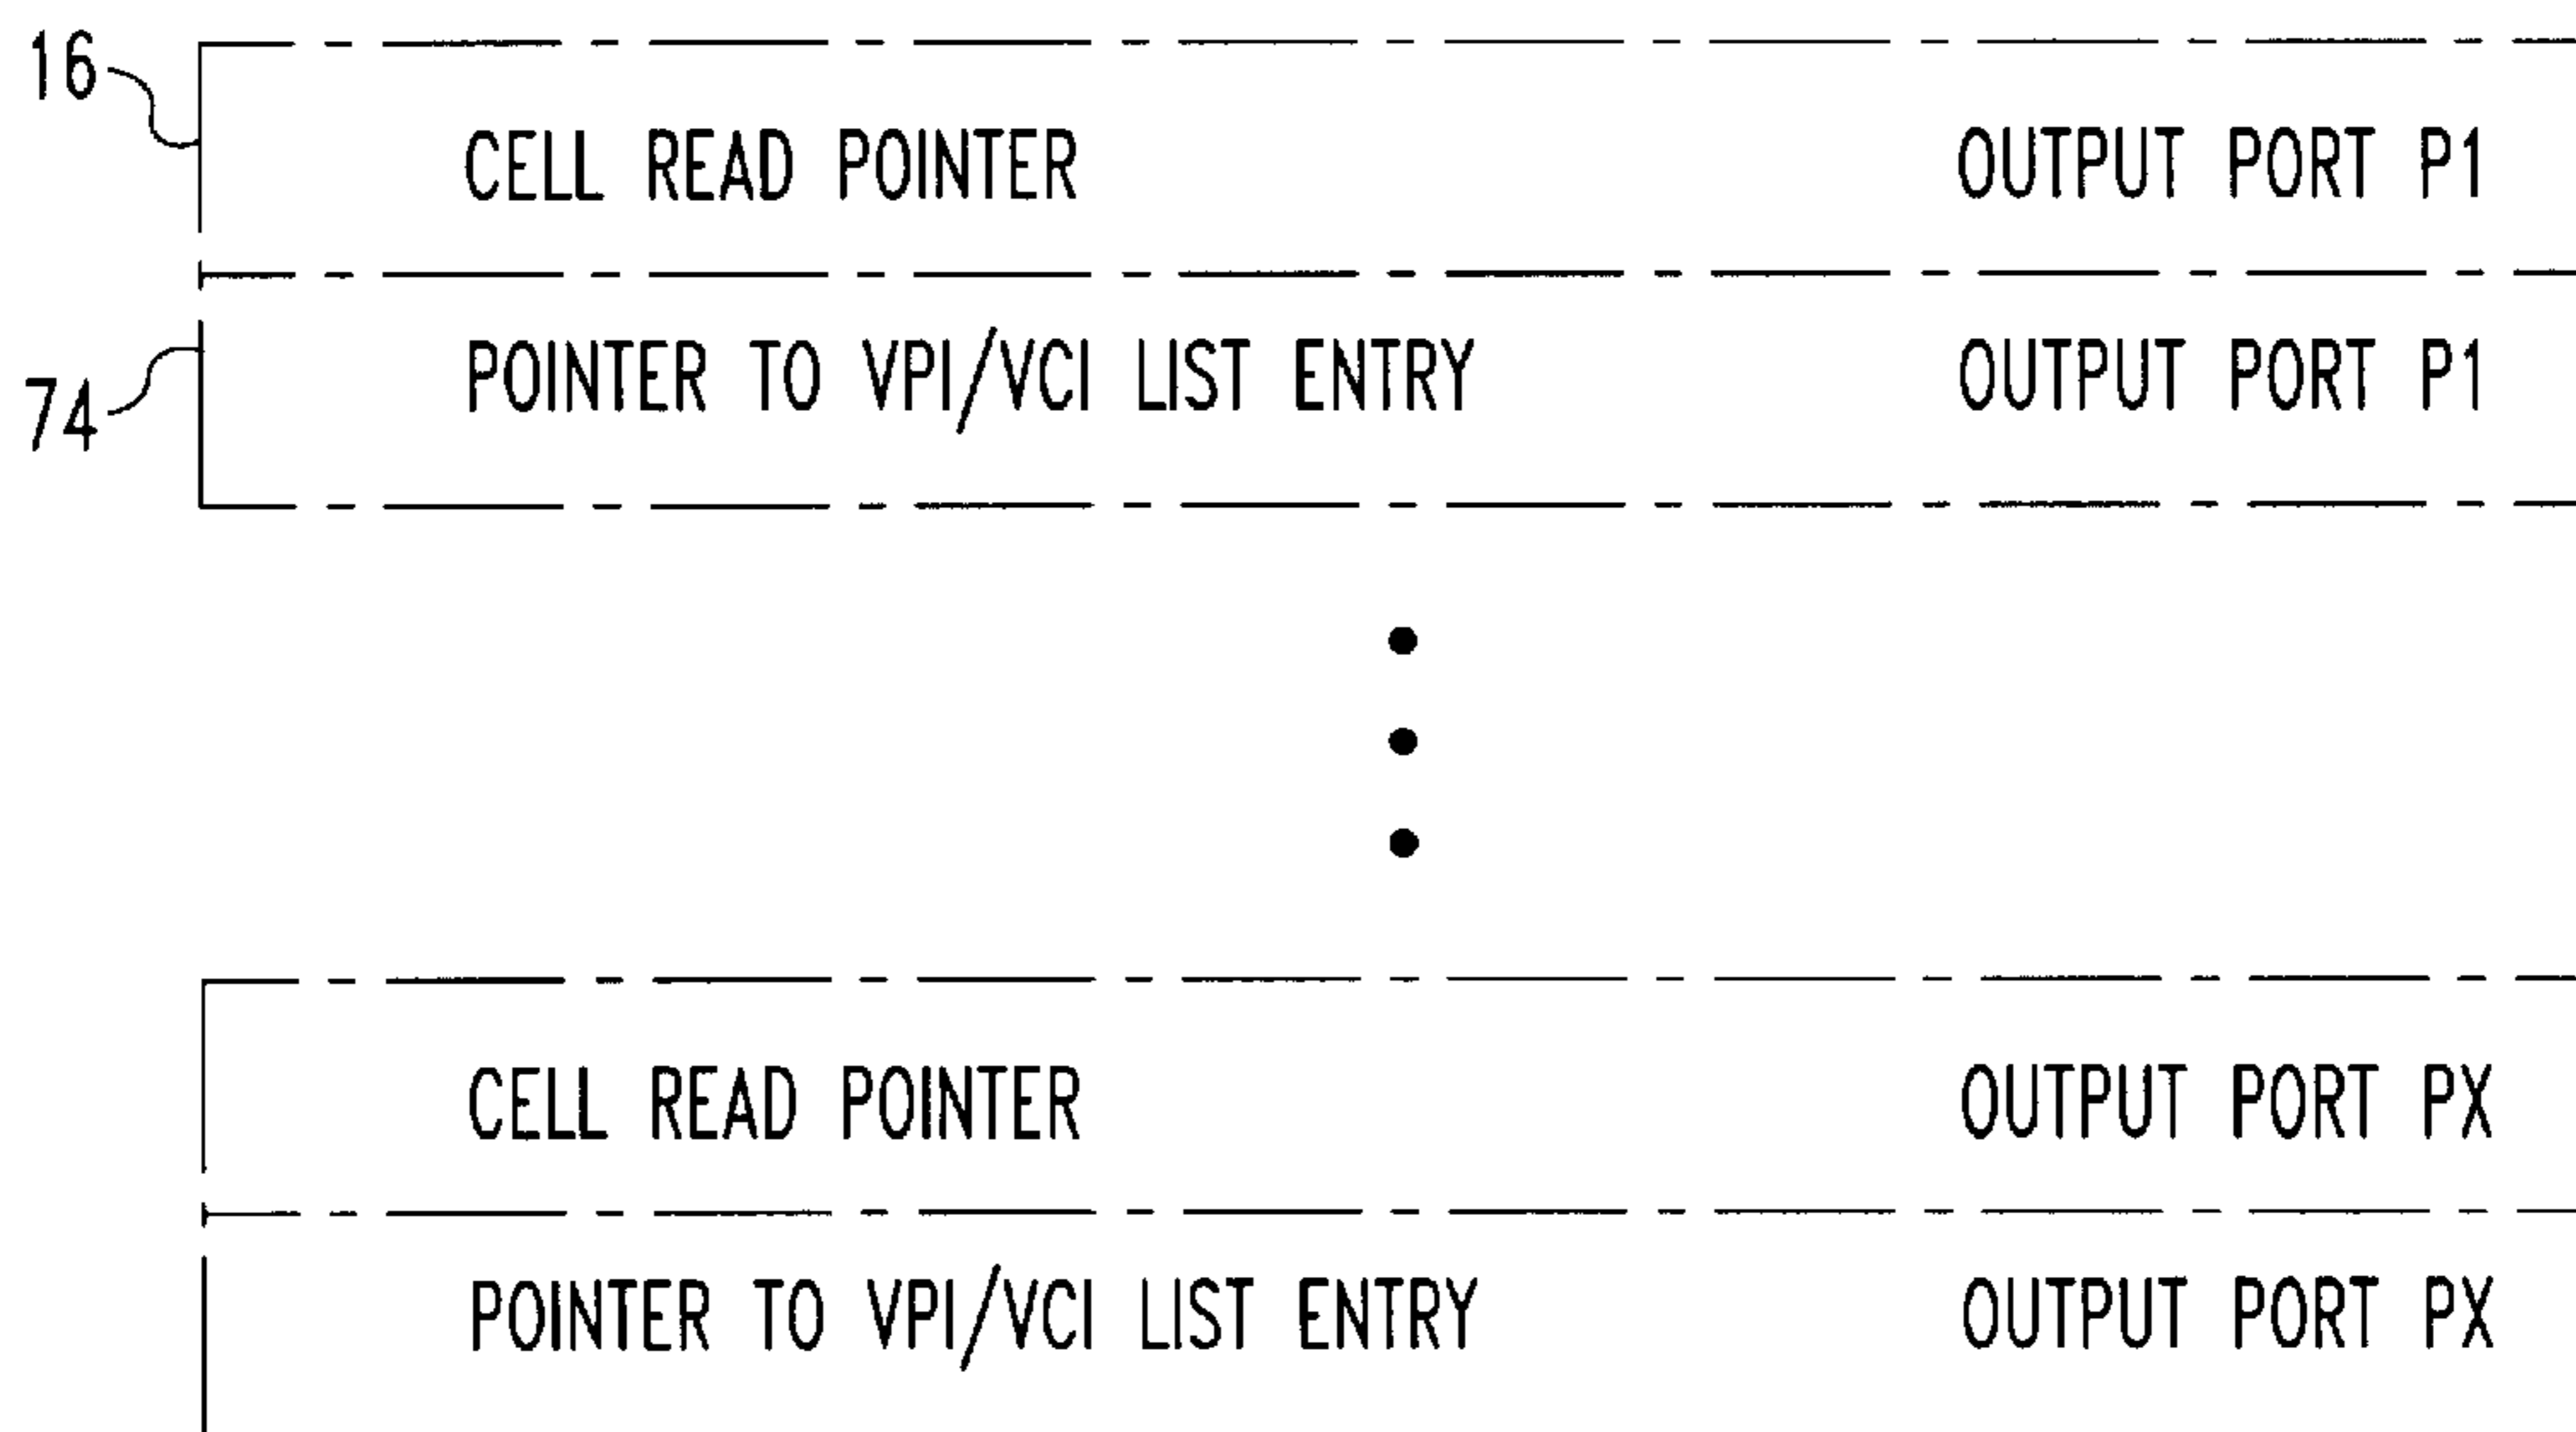 16
CELL READ POINTER OUTPUT PORT P1
POINTER TO VPI/VCI LIST ENTRY OUTPUT PORT P1
74
CELL READ POINTER OUTPUT PORT PX
POINTER TO VPI/VCI LIST ENTRY OUTPUT PORT PX